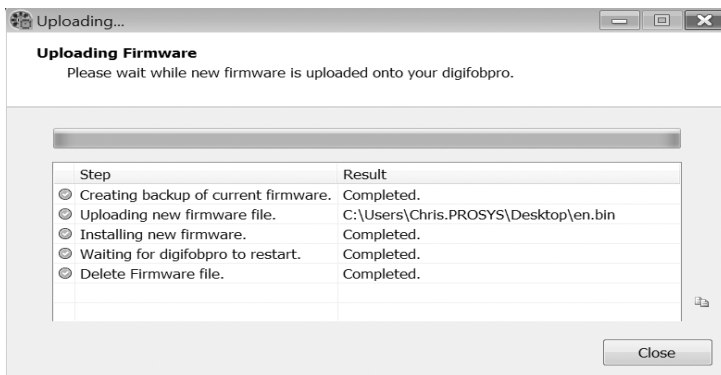 Uploading...
Uploading Firmware
Please wait while new firmware is uploaded onto your digifobpro.
Step Result
Creating backup of current firmware. Completed.
Uploading new firmware file. C:\Users\Chris.PROSYS\Desktop\en.bin
Installing new firmware. Completed.
Waiting for digifobpro to restart. Completed.
Delete Firmware file. Completed.
Close